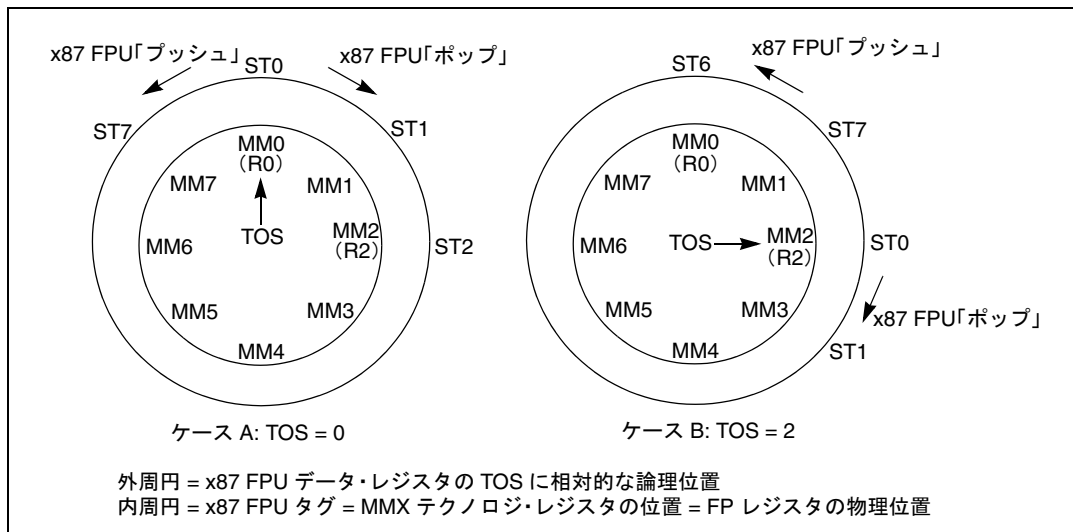 x87 FPU「プッシュ」
ST0
x87 FPU「ポップ」
ST7
ST1
MM0
(R0)
MM7
MM1
TOS
MM6
MM2
(R2)
ST2
MM5
MM3
MM4
ケース A: TOS = 0
ST6
x87 FPU「プッシュ」
ST7
MM0
(R0)
MM7
MM1
TOS
MM6
MM2
(R2)
ST0
MM5
MM3
x87 FPU「ポップ」
MM4
ST1
ケース B: TOS = 2
外周円 = x87 FPU データ・レジスタの TOS に相対的な論理位置
内周円 = x87 FPU タグ = MMX テクノロジ・レジスタの位置 = FP レジスタの物理位置